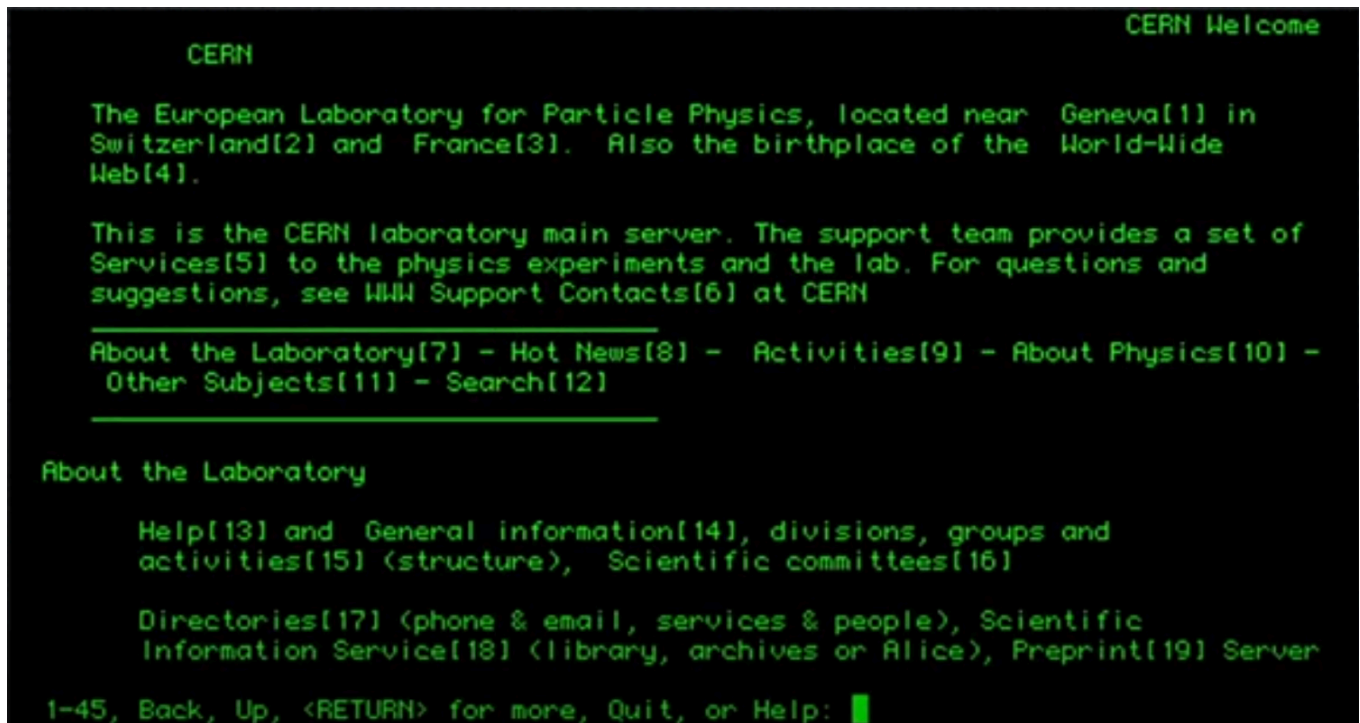 CERN Welcome
CERN
The European Laboratory for Particle Physics, located near Geneva[1] in
Switzerland[2] and France[3]. Also the birthplace of the World-Wide
Web[4].
This is the CERN laboratory main server. The support team provides a set of
Services[5] to the physics experiments and the lab. For questions and
suggestions, see WWW Support Contacts[6] at CERN
About the Laboratory[7] - Hot News[8] - Activities[9] - About Physics[10] -
Other Subjects[11] - Search[12]
About the Laboratory
Help[13] and General information[14], divisions, groups and
activities[15] (structure), Scientific committees[16]
Directories[17] (phone & email, services & people), Scientific
Information Service[18] (library, archives or Alice), Preprint[19] Server
1-45, Back, Up, <RETURN> for more, Quit, or Help: